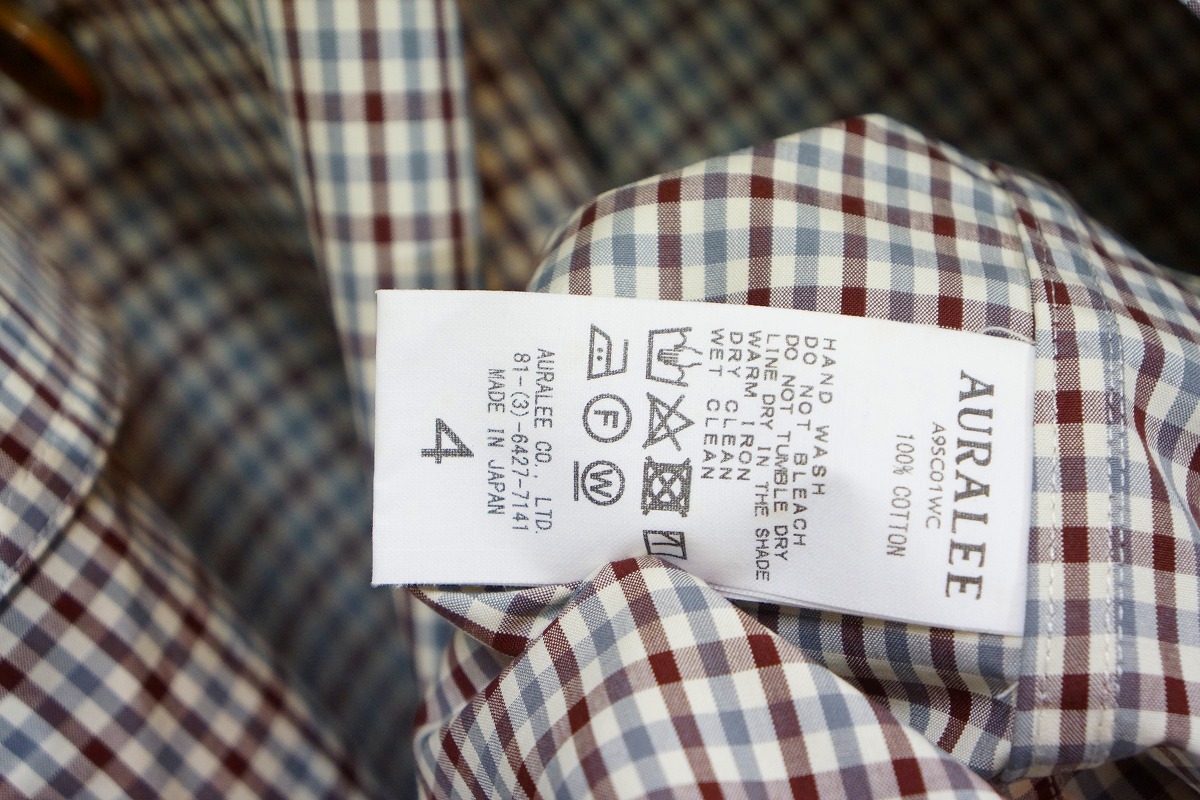 AURALEE
A9SC01WC
100% COTTON
HAND WASH
DO NOT BLEACH
DO NOT TUMBLE DRY
LINE DRY IN THE SHADE
WARM IRON
DRY CLEAN
WET CLEAN
F W
AURALEE CO., LTD.
81-(3)-6427-7141
MADE IN JAPAN
4